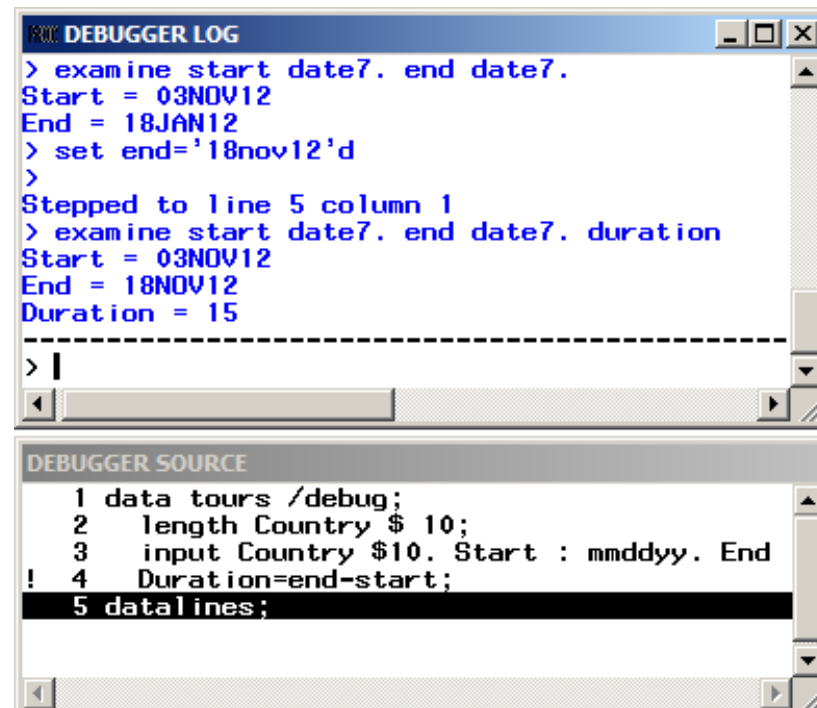 DEBUGGER LOG
> examine start date7. end date7.
Start = 03NOV12
End = 18JAN12
> set end='18nov12'd
>
Stepped to line 5 column 1
> examine start date7. end date7. duration
Start = 03NOV12
End = 18NOV12
Duration = 15
>
DEBUGGER SOURCE
1 data tours /debug;
2 length Country $ 10;
3 input Country $10. Start : mmddyy. End
! 4 Duration=end-start;
5 datalines;